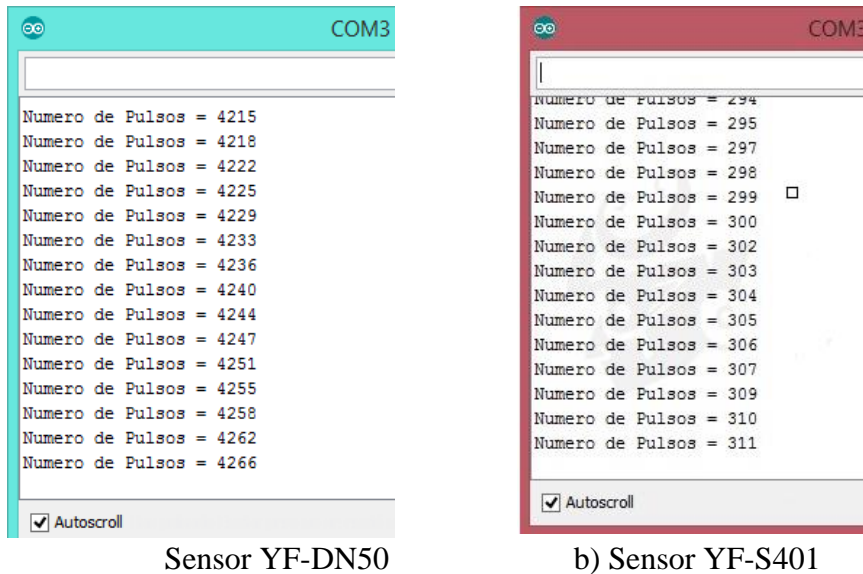 COM3
Numero de Pulsos = 4215
Numero de Pulsos = 4218
Numero de Pulsos = 4222
Numero de Pulsos = 4225
Numero de Pulsos = 4229
Numero de Pulsos = 4233
Numero de Pulsos = 4236
Numero de Pulsos = 4240
Numero de Pulsos = 4244
Numero de Pulsos = 4247
Numero de Pulsos = 4251
Numero de Pulsos = 4255
Numero de Pulsos = 4258
Numero de Pulsos = 4262
Numero de Pulsos = 4266
Autoscroll
Sensor YF-DN50
COM3
Numero de Pulsos = 294
Numero de Pulsos = 295
Numero de Pulsos = 297
Numero de Pulsos = 298
Numero de Pulsos = 299
Numero de Pulsos = 300
Numero de Pulsos = 302
Numero de Pulsos = 303
Numero de Pulsos = 304
Numero de Pulsos = 305
Numero de Pulsos = 306
Numero de Pulsos = 307
Numero de Pulsos = 309
Numero de Pulsos = 310
Numero de Pulsos = 311
Autoscroll
b) Sensor YF-S401